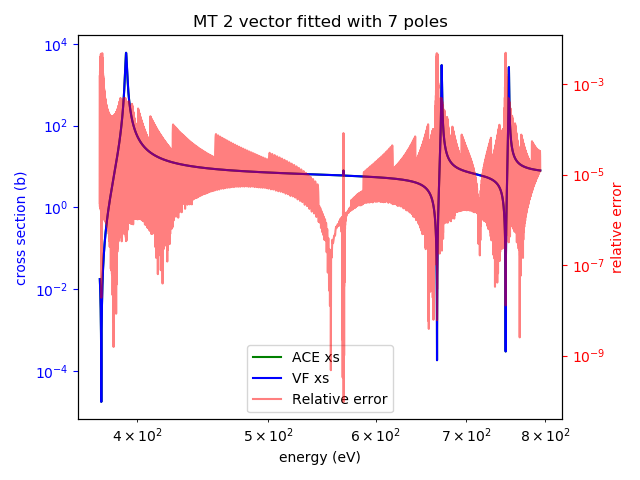 MT 2 vector fitted with 7 poles
cross section (b)
10^4
10^2
10^0
10^−2
10^−4
10^−3
10^−5
10^−7
10^−9
relative error
ACE xs
VF xs
Relative error
4 × 10^2
5 × 10^2
6 × 10^2
7 × 10^2
8 × 10^2
energy (eV)